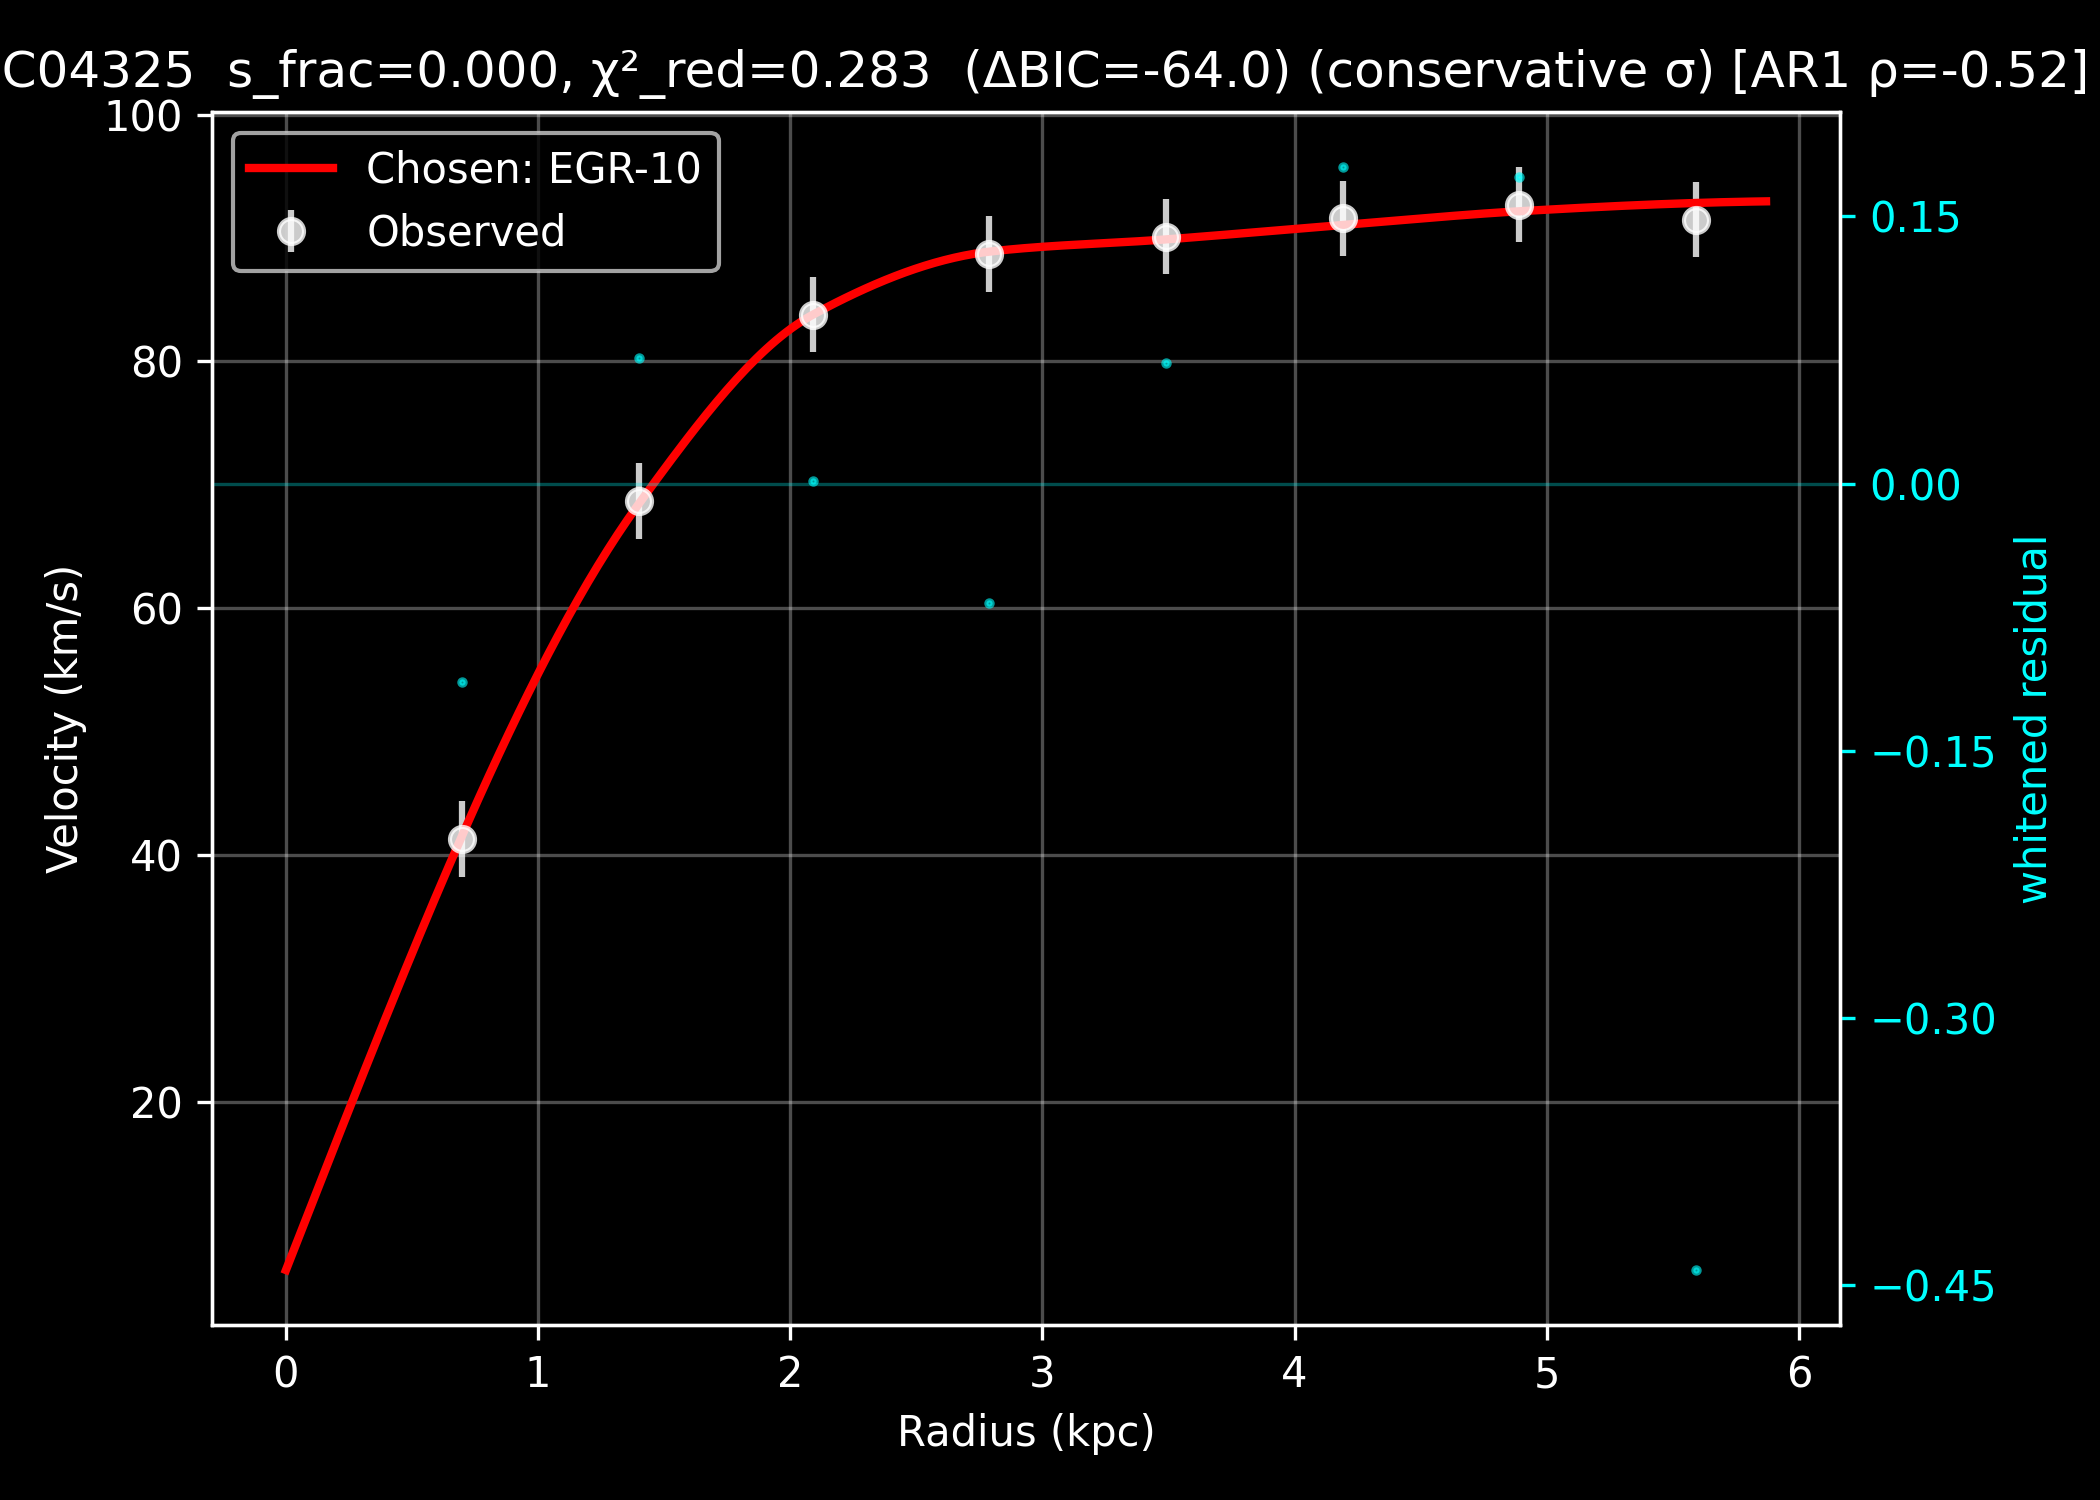 C04325 s_frac=0.000, χ²_red=0.283 (ΔBIC=-64.0) (conservative σ) [AR1 ρ=-0.52]
Chosen: EGR-10
Observed
100
80
60
40
20
Velocity (km/s)
0.15
0.00
−0.15
−0.30
−0.45
whitened residual
0 1 2 3 4 5 6
Radius (kpc)